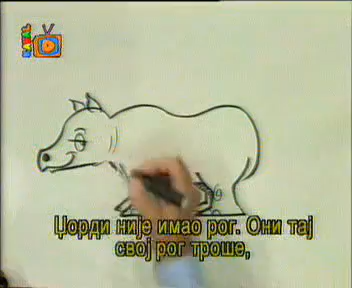 Џорди није имао рог. Они тај
свој рог троше,